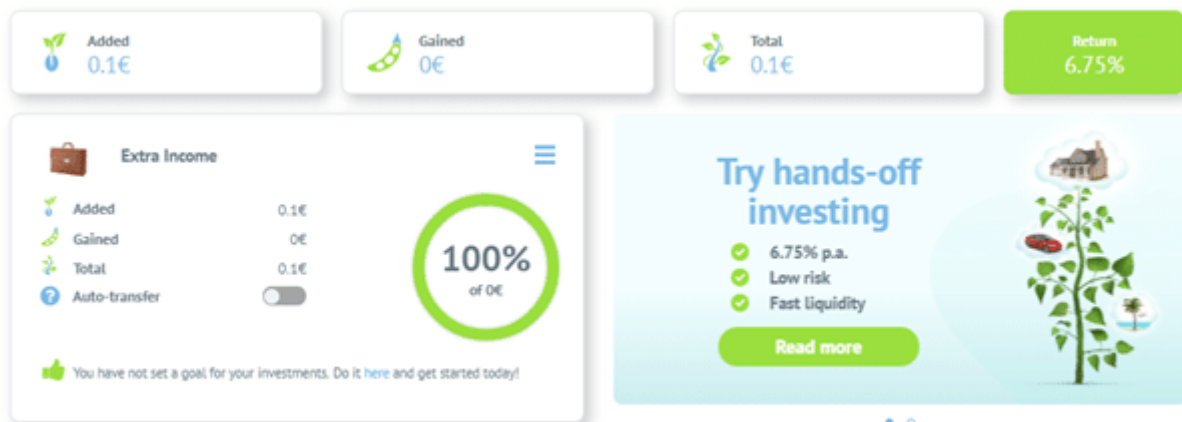 Added
0.1€
Gained
0€
Total
0.1€
Return
6.75%
Extra Income
Added 0.1€
Gained 0€
Total 0.1€
Auto-transfer
100%
of 0€
You have not set a goal for your investments. Do it here and get started today!
Try hands-off
investing
6.75% p.a.
Low risk
Fast liquidity
Read more